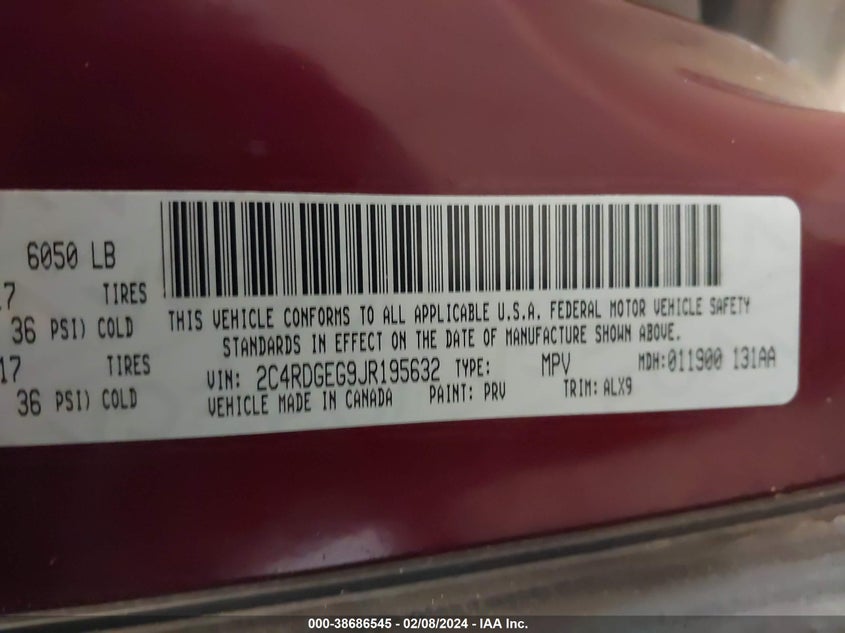 6050 LB
17 TIRES
36 PSI) COLD
17 TIRES
36 PSI) COLD
THIS VEHICLE CONFORMS TO ALL APPLICABLE U.S.A. FEDERAL MOTOR VEHICLE SAFETY
STANDARDS IN EFFECT ON THE DATE OF MANUFACTURE SHOWN ABOVE.
VIN: 2C4RDGEG9JR195632 TYPE: MPV MDH:011900 131AA
VEHICLE MADE IN CANADA PAINT: PRV TRIM: ALX9
000-38686545 - 02/08/2024 - IAA Inc.